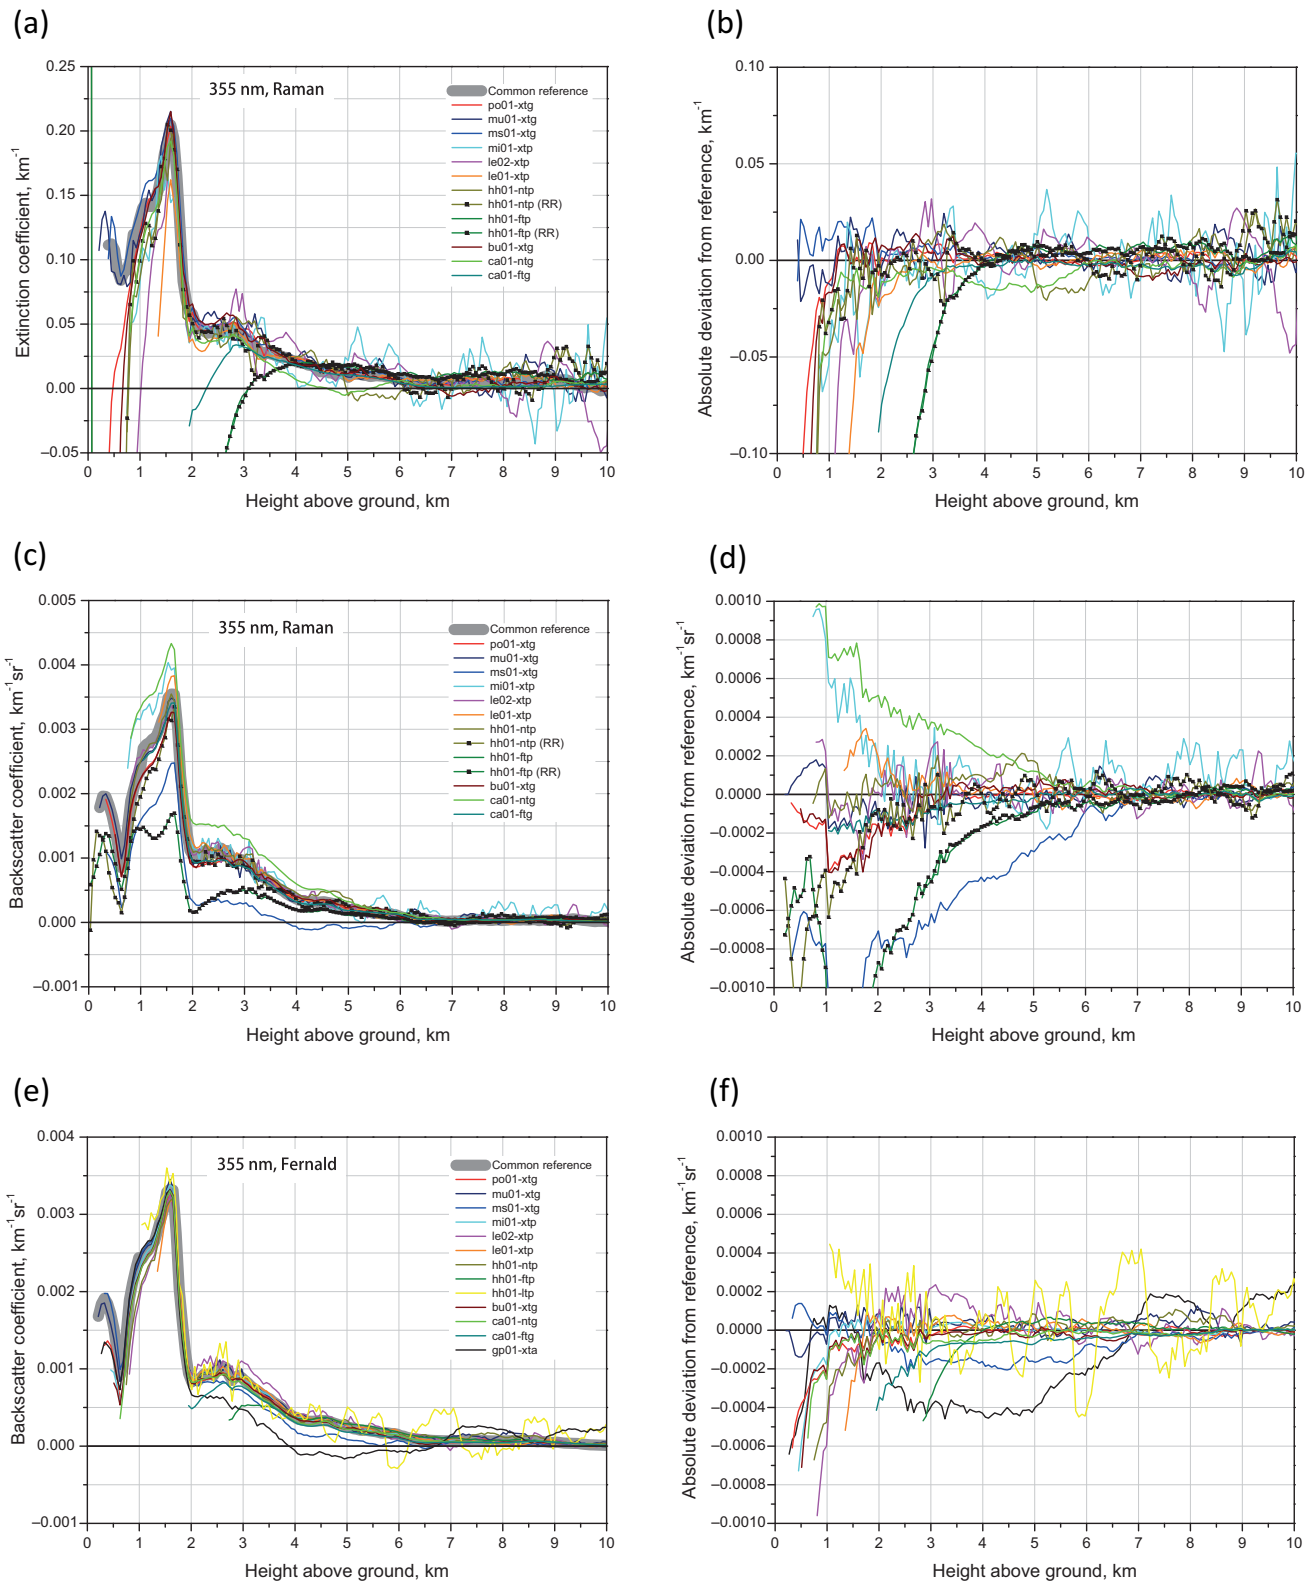 (a)
0.25
0.20
0.15
0.10
0.05
0.00
−0.05
Extinction coefficient, km-1
355 nm, Raman
Common reference
po01-xtg
mu01-xtg
ms01-xtg
mi01-xtp
le02-xtp
le01-xtp
hh01-ntp
hh01-ntp (RR)
hh01-ftp
hh01-ftp (RR)
bu01-xtg
ca01-ntg
ca01-ftg
0 1 2 3 4 5 6 7 8 9 10
Height above ground, km
(b)
0.10
0.05
0.00
−0.05
−0.10
Absolute deviation from reference, km-1
0 1 2 3 4 5 6 7 8 9 10
Height above ground, km
(c)
0.005
0.004
0.003
0.002
0.001
0.000
−0.001
Backscatter coefficient, km-1sr-1
355 nm, Raman
Common reference
po01-xtg
mu01-xtg
ms01-xtg
mi01-xtp
le02-xtp
le01-xtp
hh01-ntp
hh01-ntp (RR)
hh01-ftp
hh01-ftp (RR)
bu01-xtg
ca01-ntg
ca01-ftg
0 1 2 3 4 5 6 7 8 9 10
Height above ground, km
(d)
0.0010
0.0008
0.0006
0.0004
0.0002
0.0000
−0.0002
−0.0004
−0.0006
−0.0008
−0.0010
Absolute deviation from reference, km-1sr-1
0 1 2 3 4 5 6 7 8 9 10
Height above ground, km
(e)
0.004
0.003
0.002
0.001
0.000
−0.001
Backscatter coefficient, km-1sr-1
355 nm, Fernald
Common reference
po01-xtg
mu01-xtg
ms01-xtg
mi01-xtp
le02-xtp
le01-xtp
hh01-ntp
hh01-ftp
hh01-ltp
bu01-xtg
ca01-ntg
ca01-ftg
gp01-xta
0 1 2 3 4 5 6 7 8 9 10
Height above ground, km
(f)
0.0010
0.0008
0.0006
0.0004
0.0002
0.0000
−0.0002
−0.0004
−0.0006
−0.0008
−0.0010
Absolute deviation from reference, km-1sr-1
0 1 2 3 4 5 6 7 8 9 10
Height above ground, km